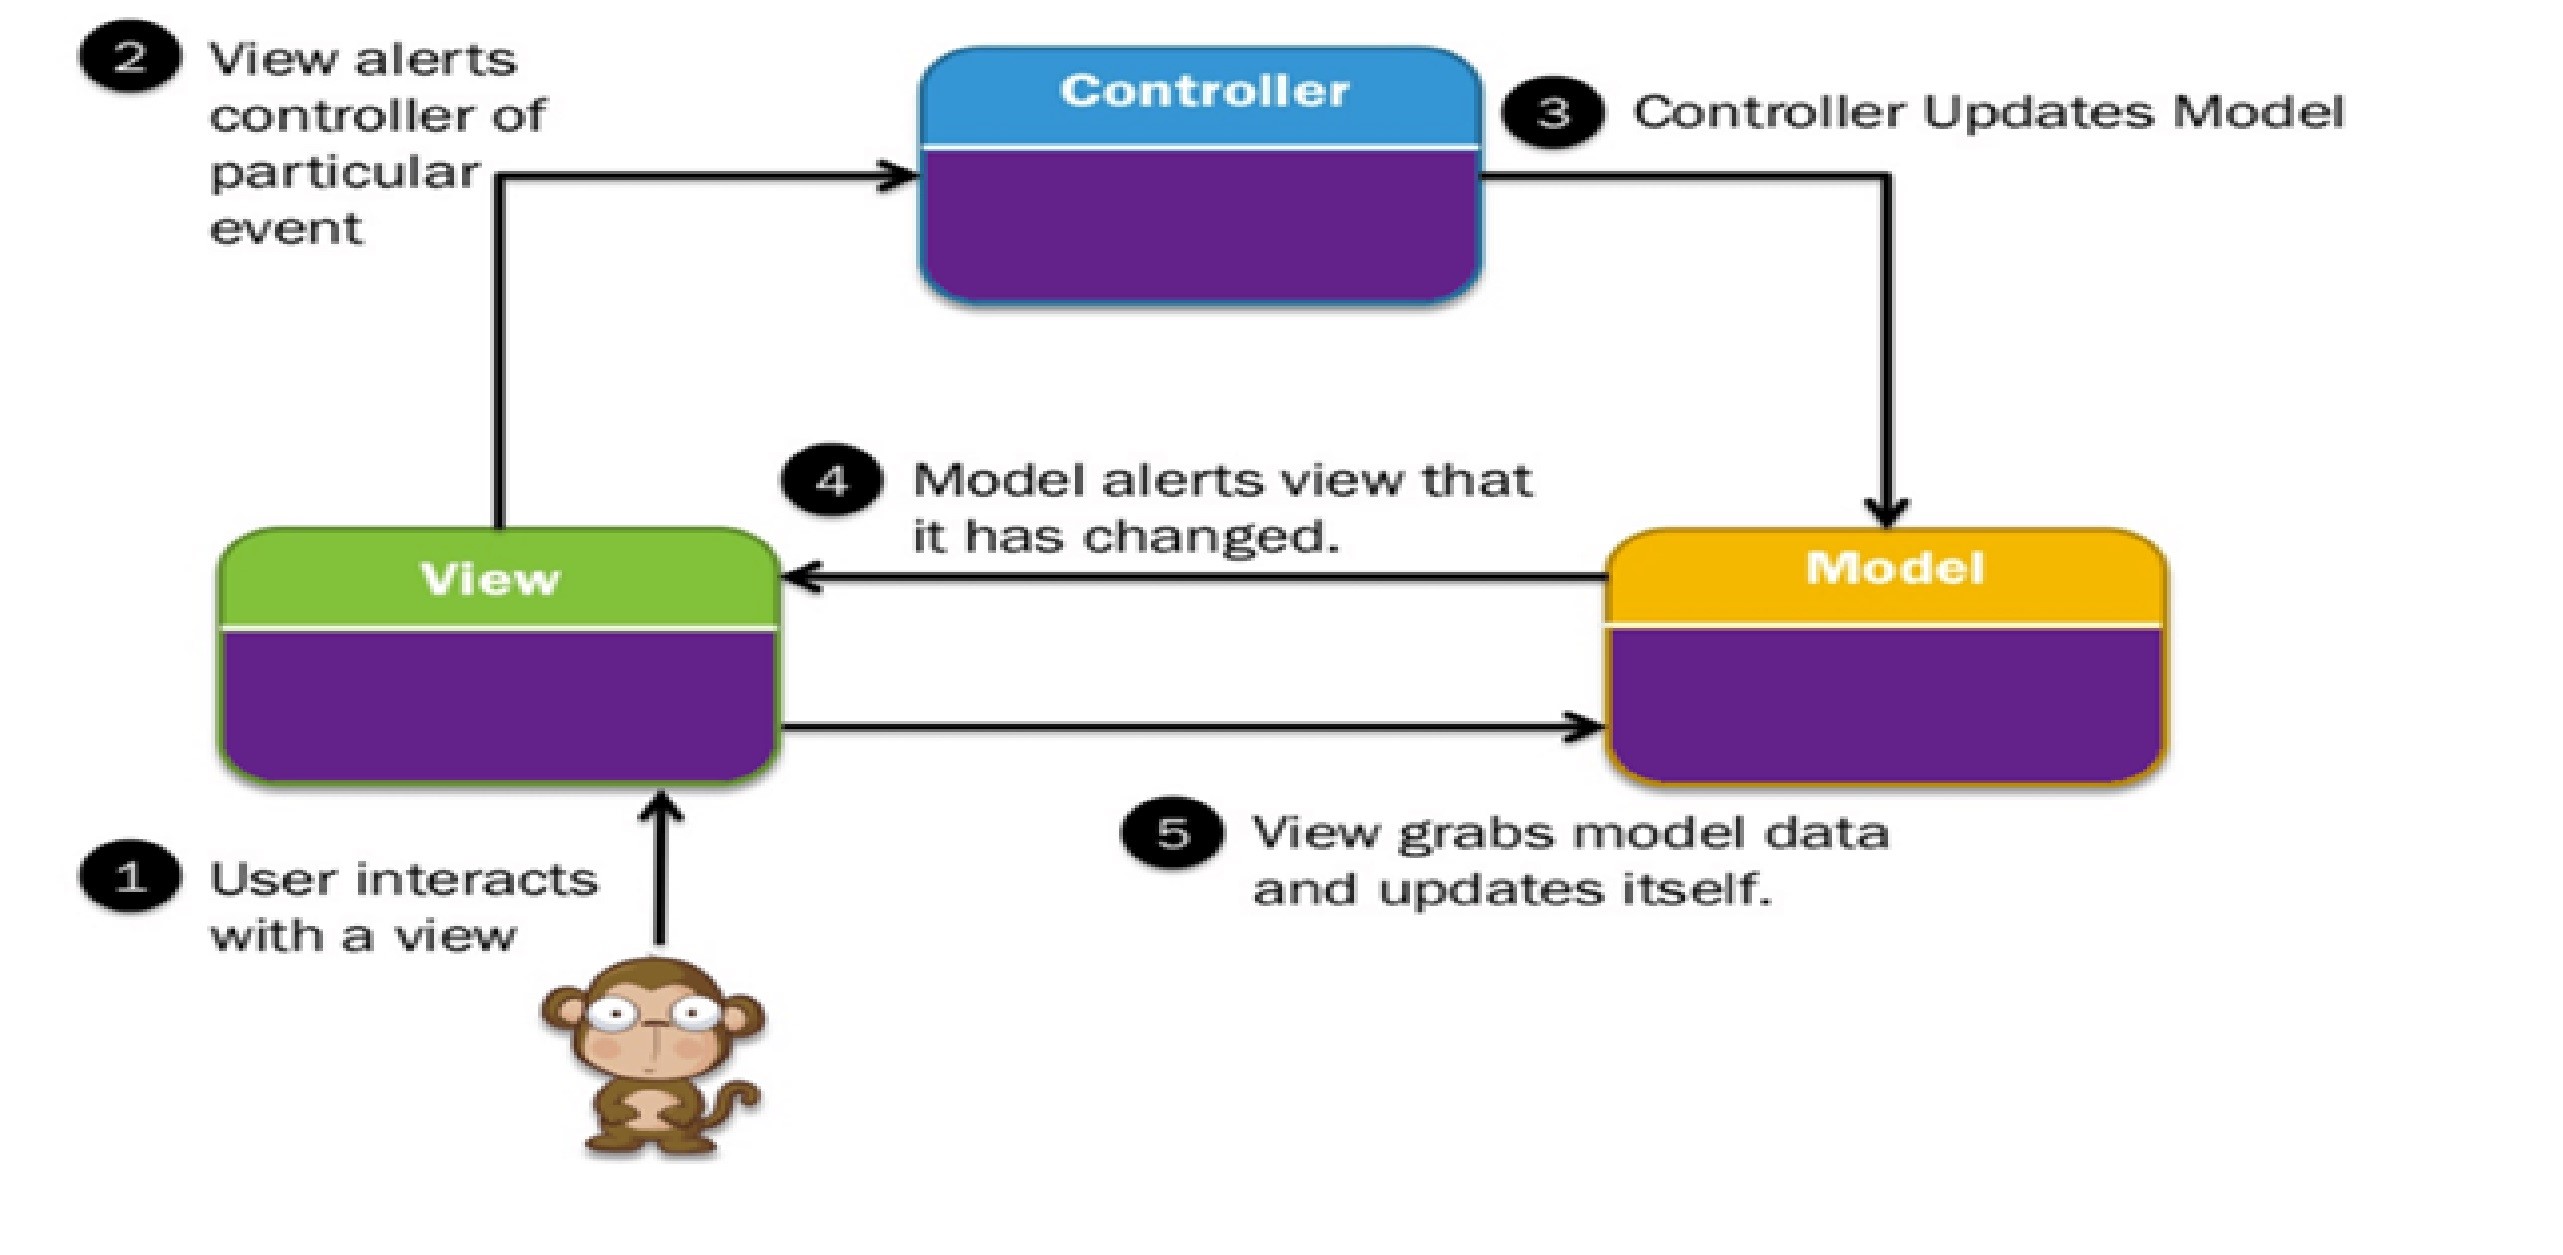 2
View alerts
controller of
particular
event
Controller
3
Controller Updates Model
4
Model alerts view that
it has changed.
View
Model
1
User interacts
with a view
5
View grabs model data
and updates itself.